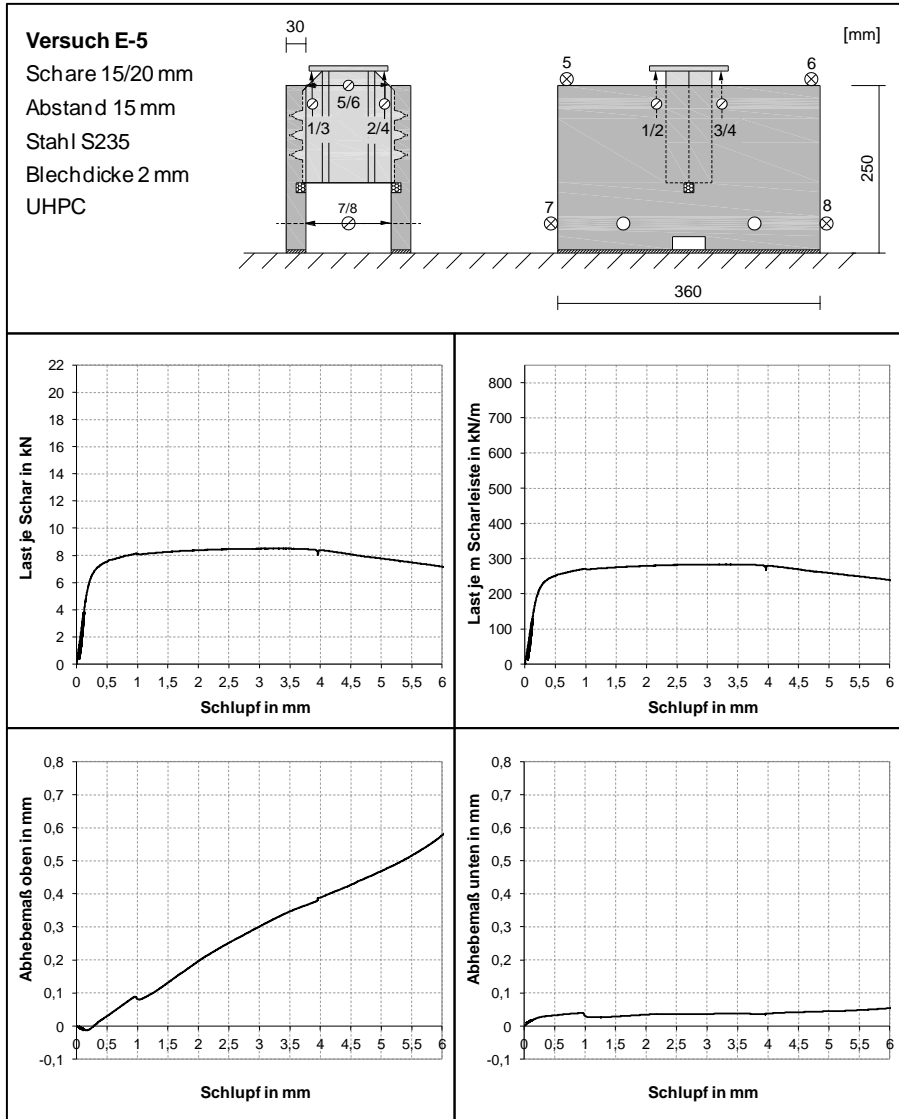 Versuch E-5
Schare 15/20 mm
Abstand 15 mm
Stahl S235
Blechdicke 2 mm
UHPC
30
[mm]
5/6
1/3
2/4
7/8
5
6
1/2
3/4
7
8
250
360
Last je Schar in kN
22
20
18
16
14
12
10
8
6
4
2
0
0 0,5 1 1,5 2 2,5 3 3,5 4 4,5 5 5,5 6
Schlupf in mm
Last je m Scharleiste in kN/m
800
700
600
500
400
300
200
100
0
0 0,5 1 1,5 2 2,5 3 3,5 4 4,5 5 5,5 6
Schlupf in mm
Abhebemaß oben in mm
0,8
0,7
0,6
0,5
0,4
0,3
0,2
0,1
0
-0,1
0 0,5 1 1,5 2 2,5 3 3,5 4 4,5 5 5,5 6
Schlupf in mm
Abhebemaß unten in mm
0,8
0,7
0,6
0,5
0,4
0,3
0,2
0,1
0
-0,1
0 0,5 1 1,5 2 2,5 3 3,5 4 4,5 5 5,5 6
Schlupf in mm